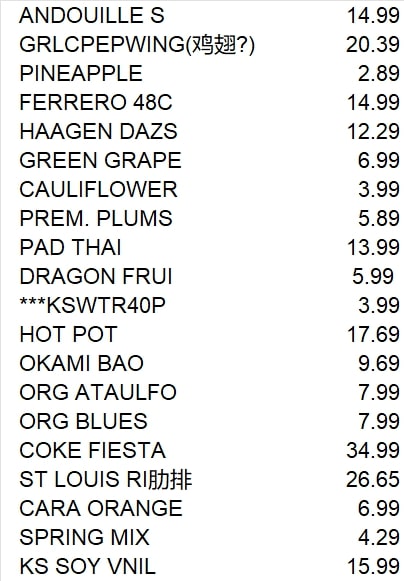 ANDOUILLE S 14.99
GRLCPEPWING(鸡翅?) 20.39
PINEAPPLE 2.89
FERRERO 48C 14.99
HAAGEN DAZS 12.29
GREEN GRAPE 6.99
CAULIFLOWER 3.99
PREM. PLUMS 5.89
PAD THAI 13.99
DRAGON FRUI 5.99
***KSWTR40P 3.99
HOT POT 17.69
OKAMI BAO 9.69
ORG ATAULFO 7.99
ORG BLUES 7.99
COKE FIESTA 34.99
ST LOUIS RI肋排 26.65
CARA ORANGE 6.99
SPRING MIX 4.29
KS SOY VNIL 15.99